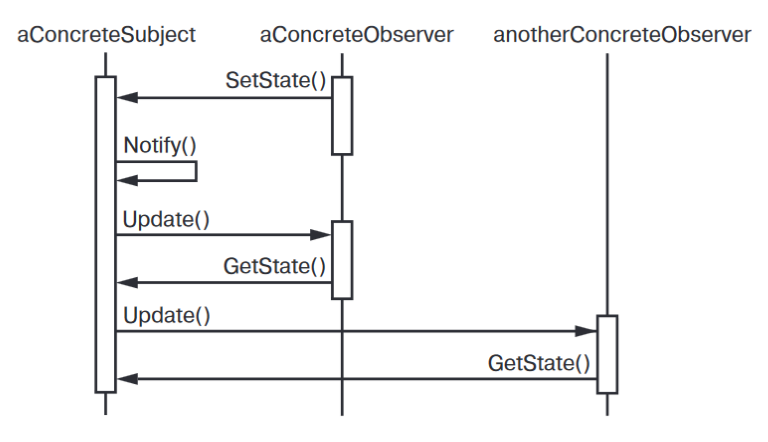 aConcreteSubject aConcreteObserver anotherConcreteObserver
SetState()
Notify()
Update()
GetState()
Update()
GetState()